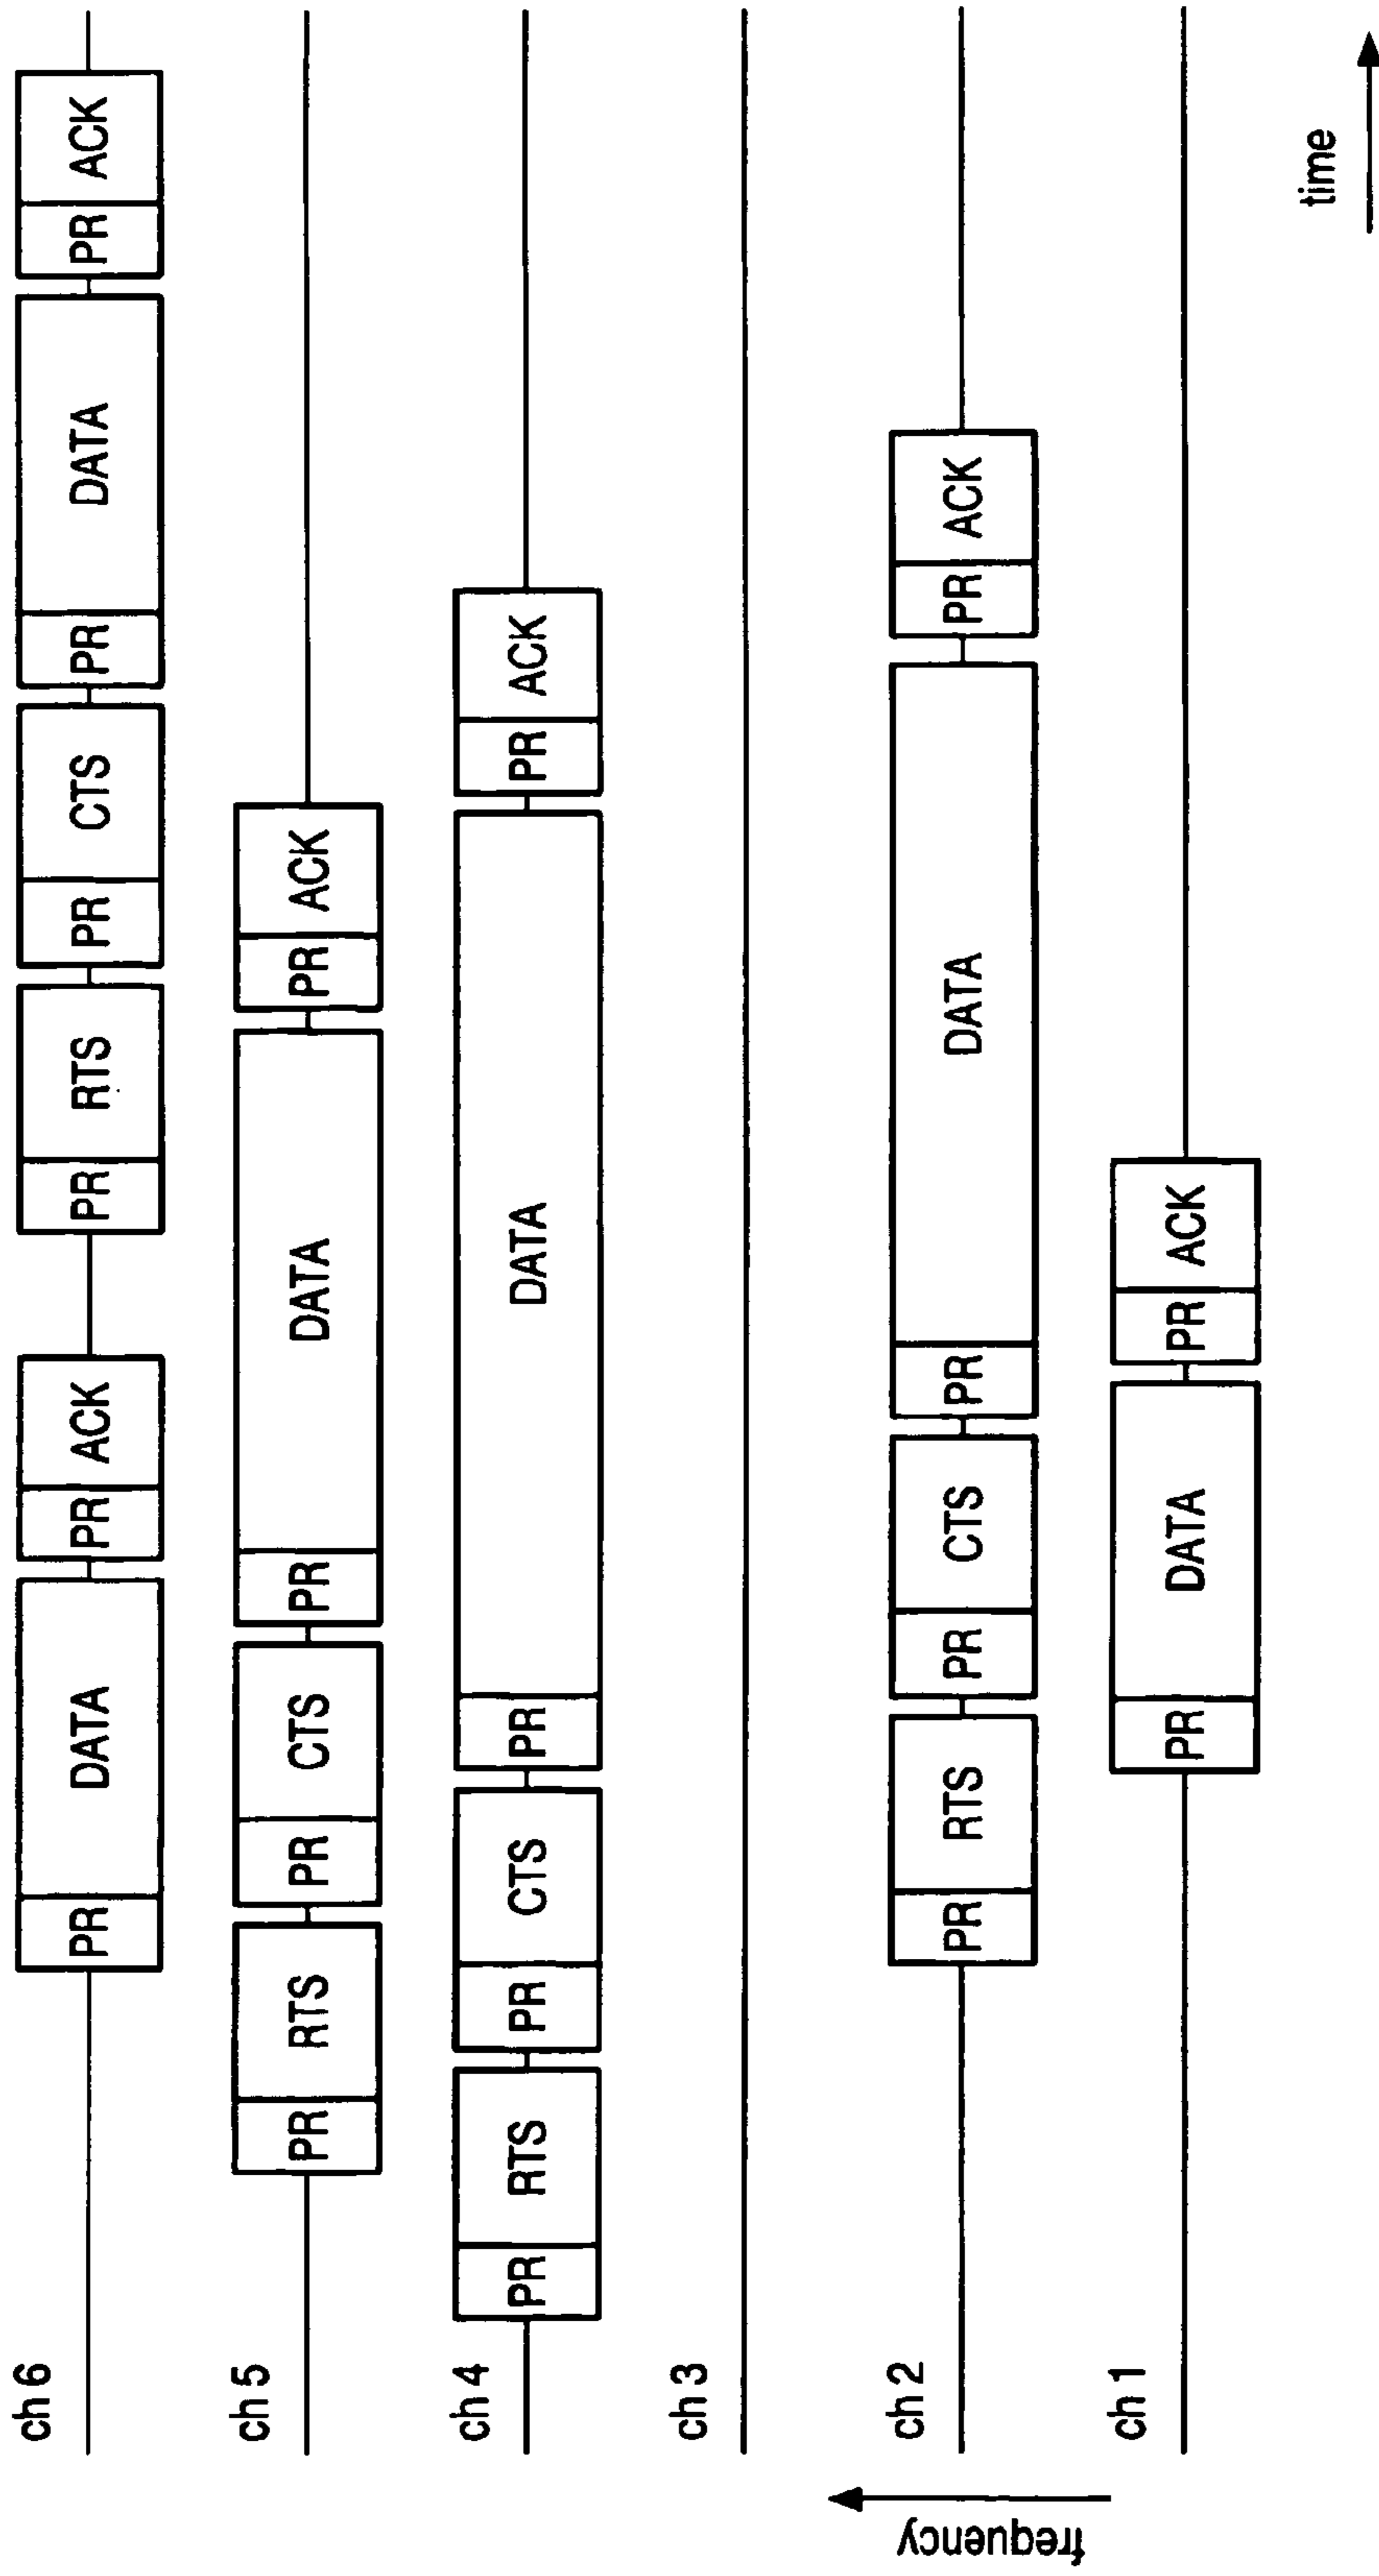 ch 6
PR DATA PR ACK PR RTS PR CTS PR DATA PR ACK
ch 5
PR RTS PR CTS PR DATA PR ACK
ch 4
PR RTS PR CTS PR DATA PR ACK
ch 3
ch 2
PR RTS PR CTS PR DATA PR ACK
ch 1
PR DATA PR ACK
frequency
time